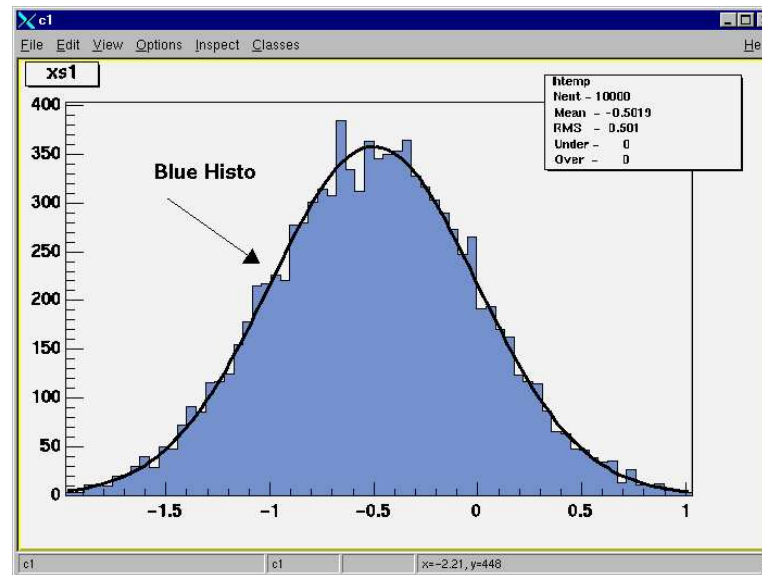 c1
File Edit View Options Inspect Classes
xs1
htemp
Nent = 10000
Mean = -0.5019
RMS = 0.501
Under = 0
Over = 0
Blue Histo
400
350
300
250
200
150
100
50
0
-1.5 -1 -0.5 0 0.5 1
c1 c1 x=-2.21, y=448